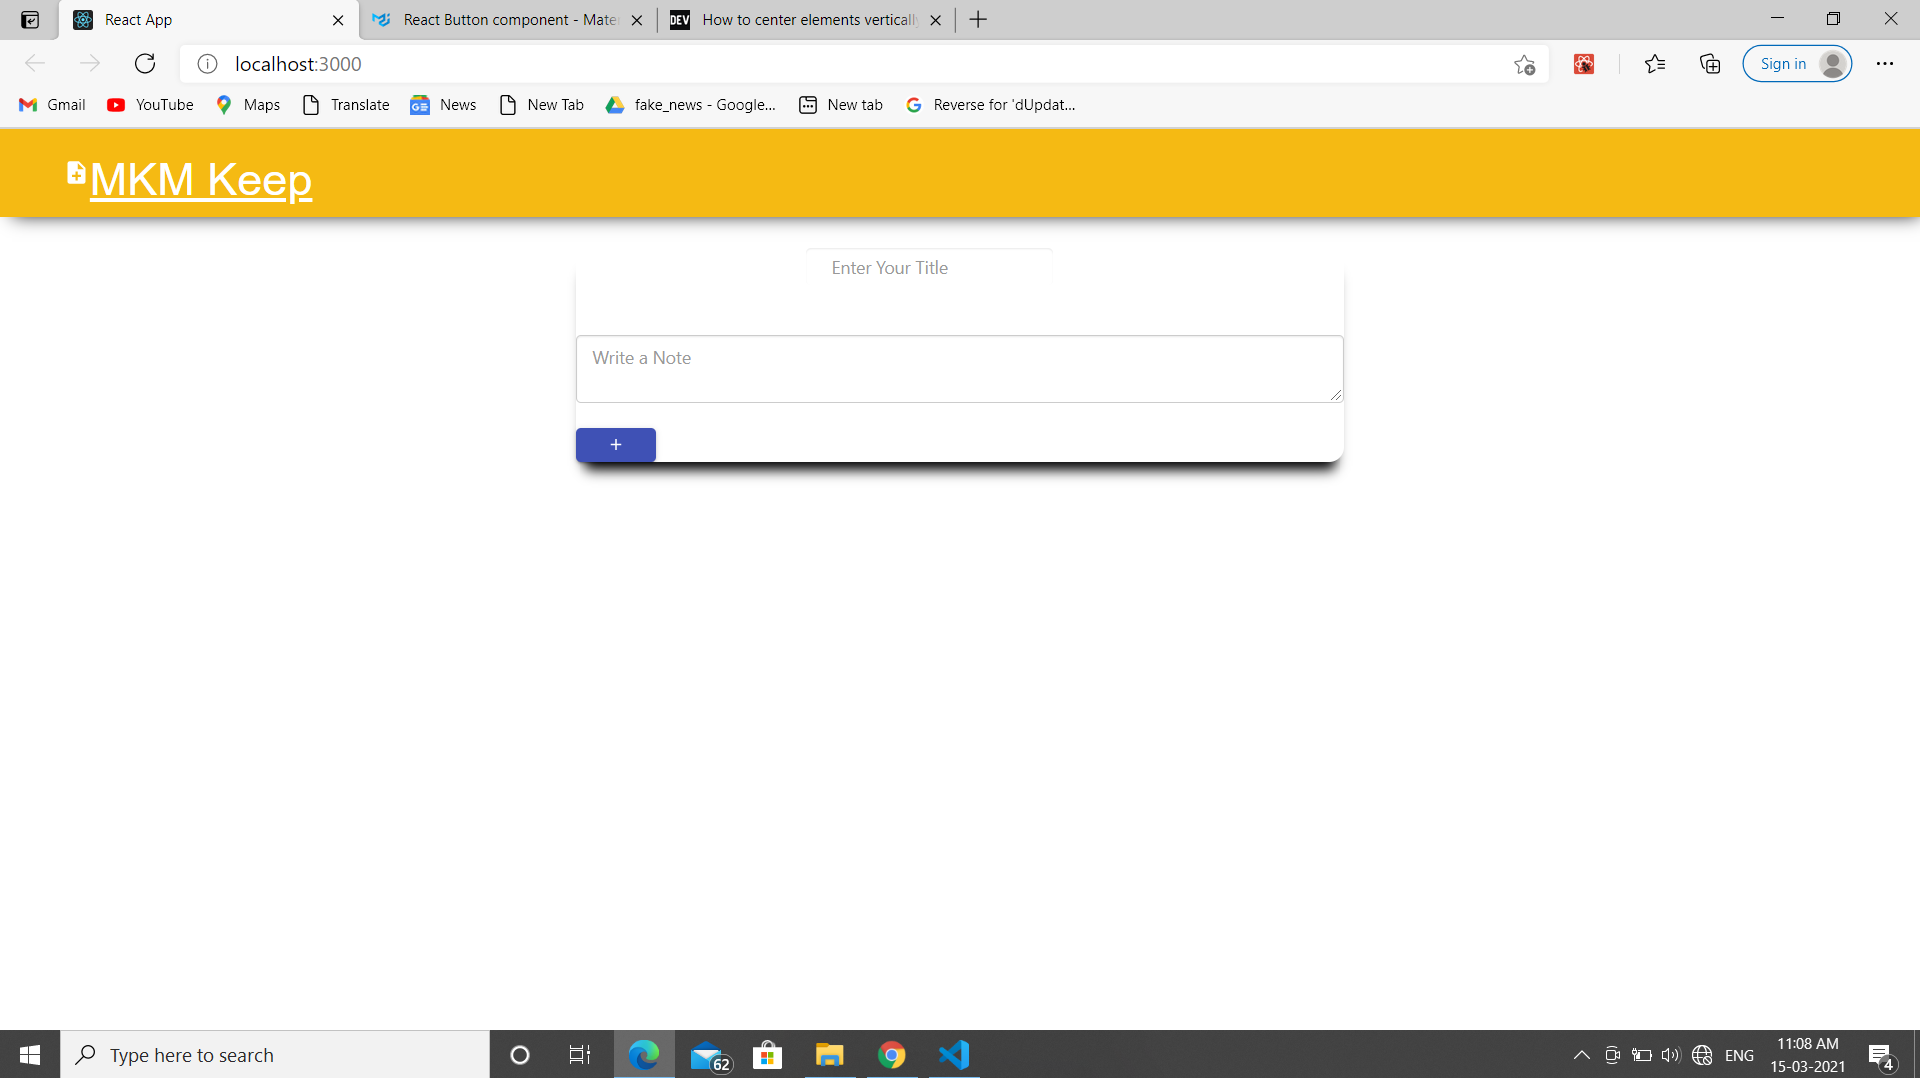 React App
React Button component - Mate
How to center elements vertically
localhost:3000
Sign in
Gmail
YouTube
Maps
Translate
News
New Tab
fake_news - Google...
New tab
Reverse for 'dUpdat...
MKM Keep
Enter Your Title
Write a Note
+
Type here to search
62
ENG
11:08 AM
15-03-2021
4